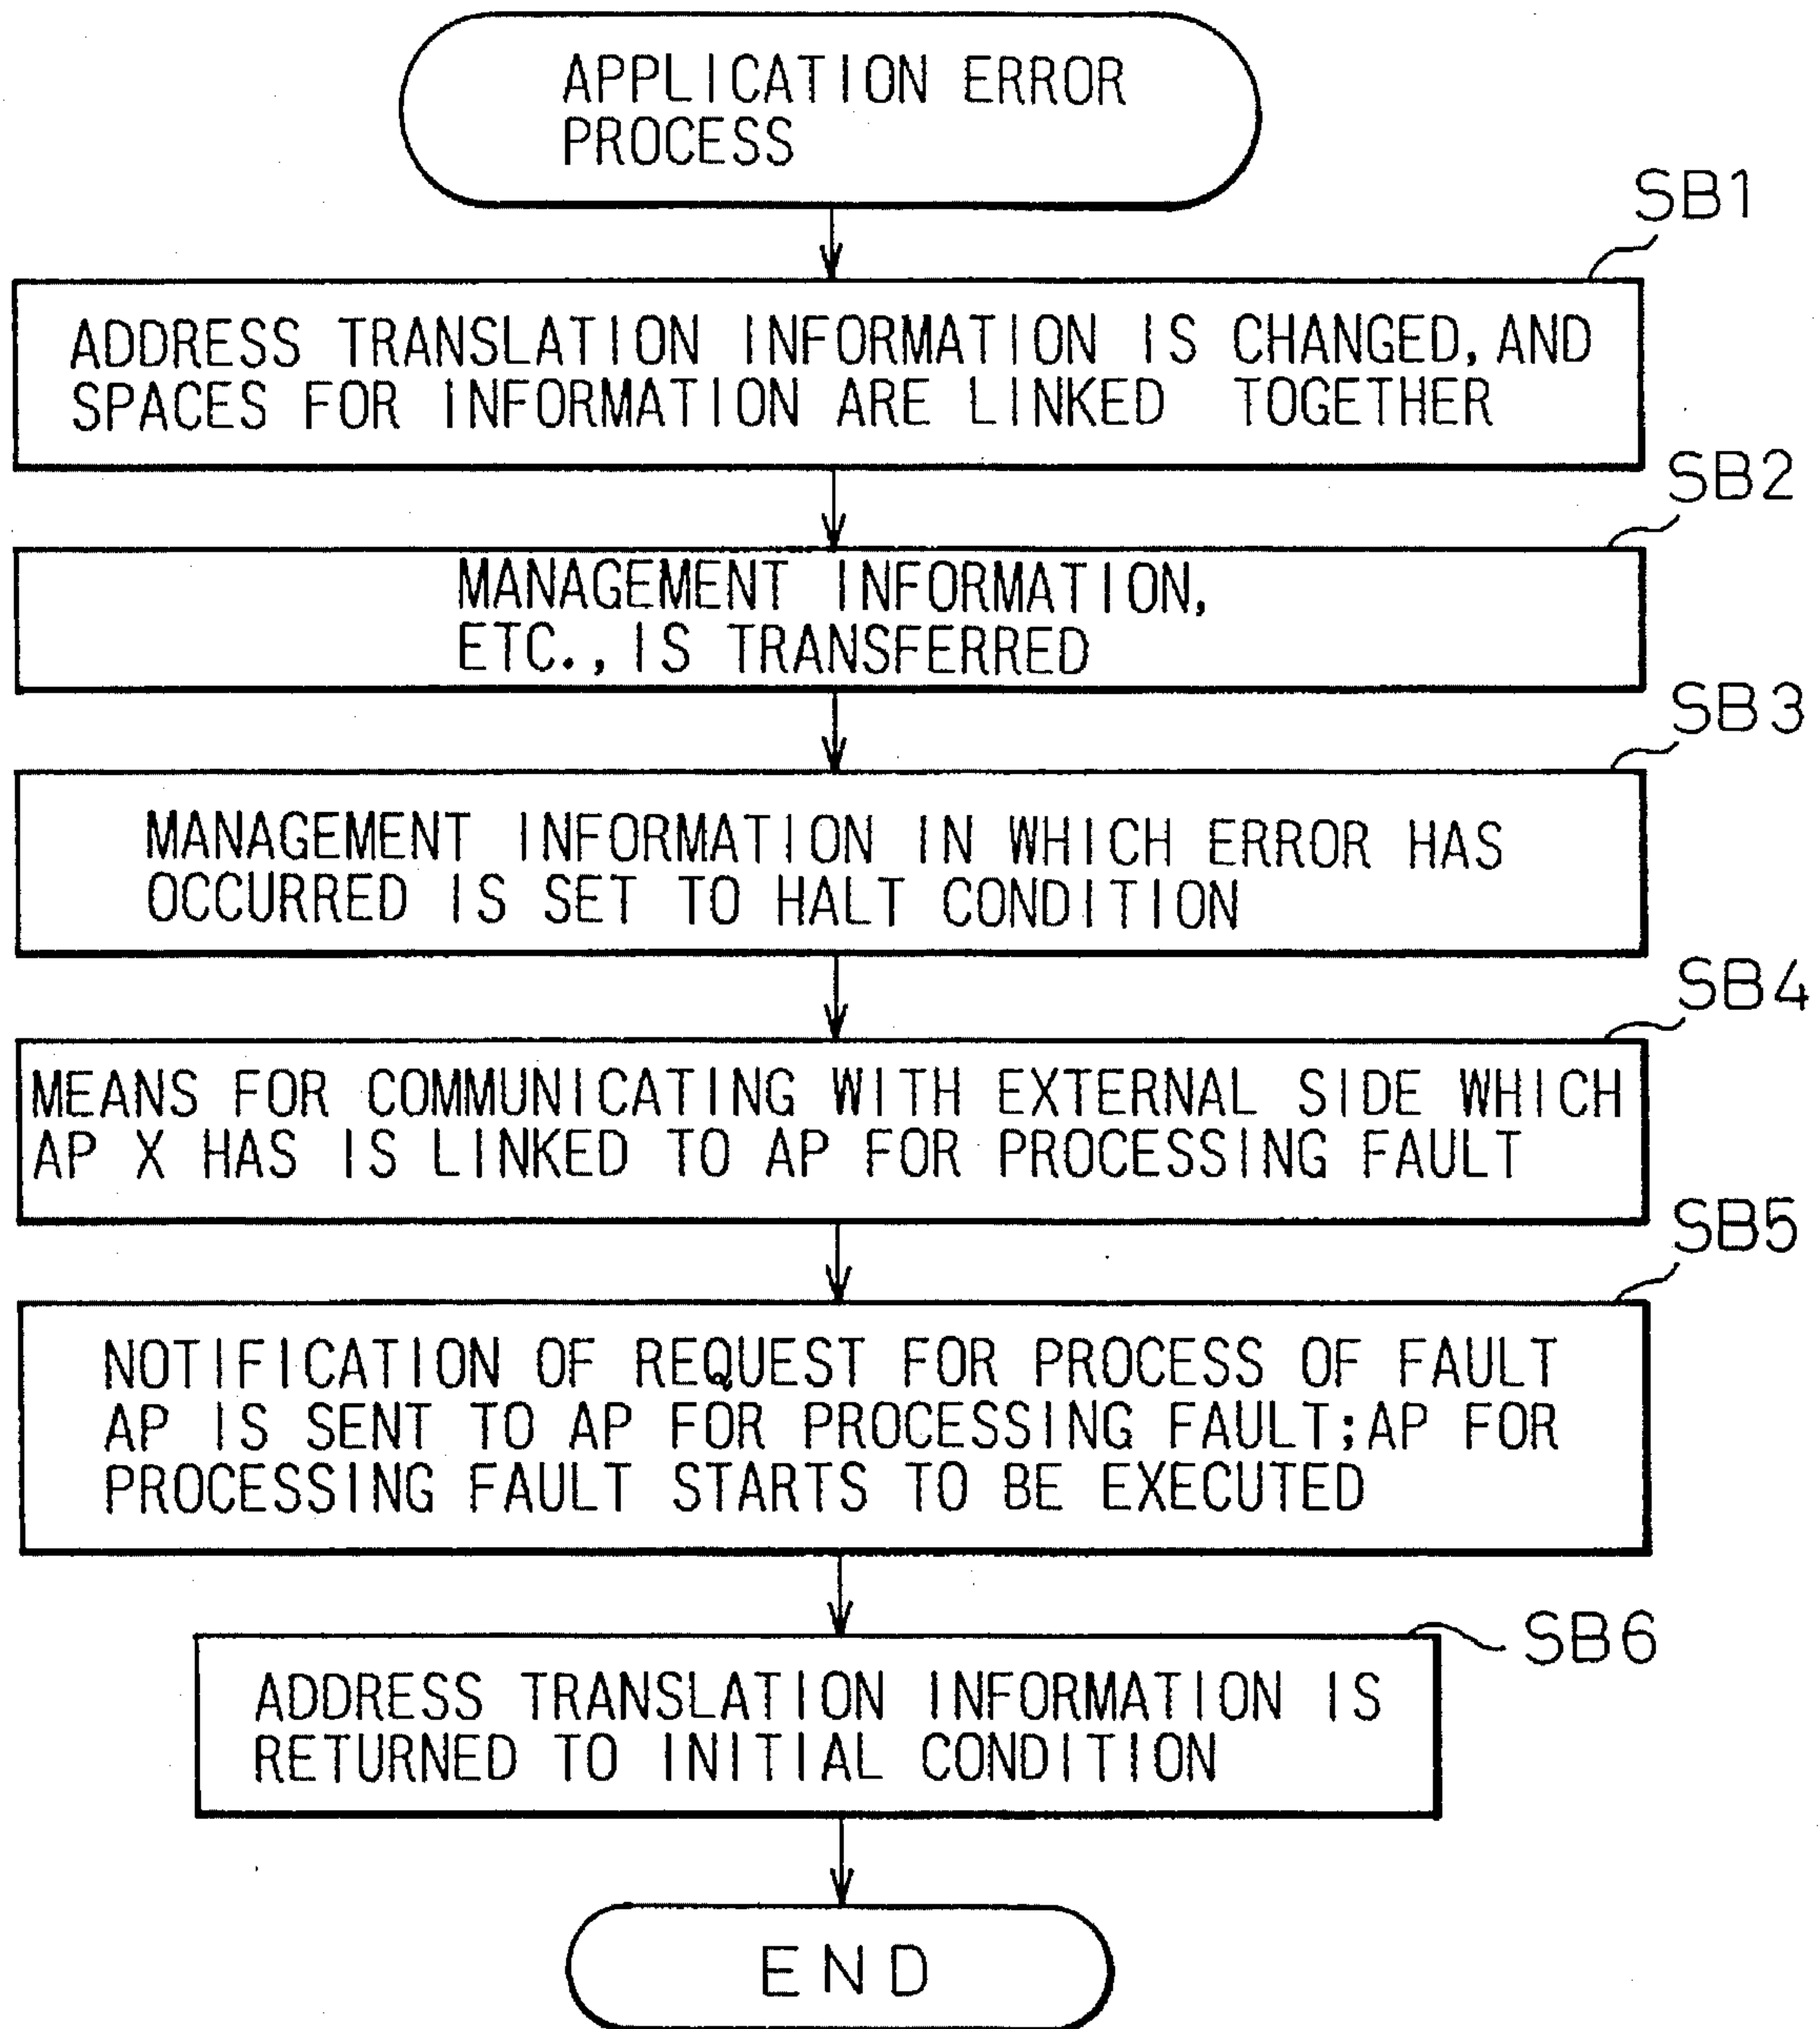 APPLICATION ERROR
PROCESS
SB1
ADDRESS TRANSLATION INFORMATION IS CHANGED, AND
SPACES FOR INFORMATION ARE LINKED TOGETHER
SB2
MANAGEMENT INFORMATION,
ETC., IS TRANSFERRED
SB3
MANAGEMENT INFORMATION IN WHICH ERROR HAS
OCCURRED IS SET TO HALT CONDITION
SB4
MEANS FOR COMMUNICATING WITH EXTERNAL SIDE WHICH
AP X HAS IS LINKED TO AP FOR PROCESSING FAULT
SB5
NOTIFICATION OF REQUEST FOR PROCESS OF FAULT
AP IS SENT TO AP FOR PROCESSING FAULT; AP FOR
PROCESSING FAULT STARTS TO BE EXECUTED
SB6
ADDRESS TRANSLATION INFORMATION IS
RETURNED TO INITIAL CONDITION
END